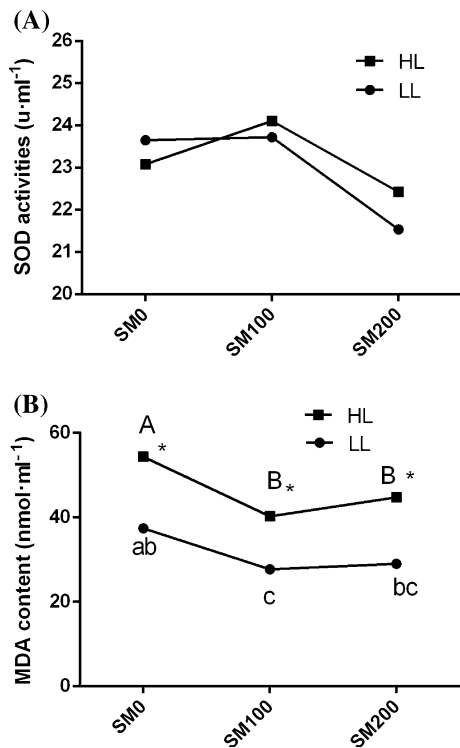 (A)
SOD activities (u·ml⁻¹)
26
25
24
23
22
21
20
HL
LL
SM0
SM100
SM200
(B)
MDA content (nmol·ml⁻¹)
60
40
20
0
HL
LL
A
*
B
*
B
*
ab
c
bc
SM0
SM100
SM200